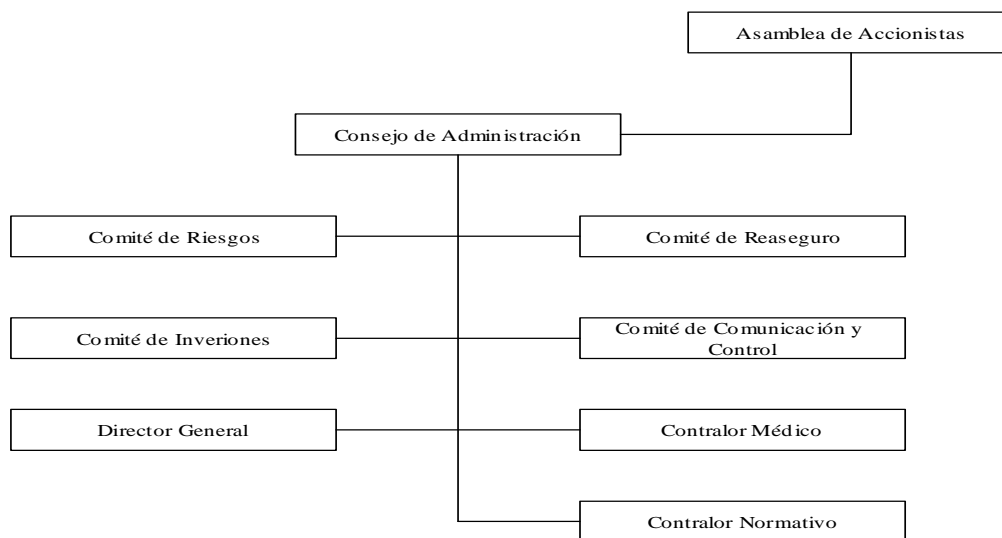 Asamblea de Accionistas
Consejo de Administración
Comité de Riesgos
Comité de Reaseguro
Comité de Inveriones
Comité de Comunicación y
Control
Director General
Contralor Médico
Contralor Normativo